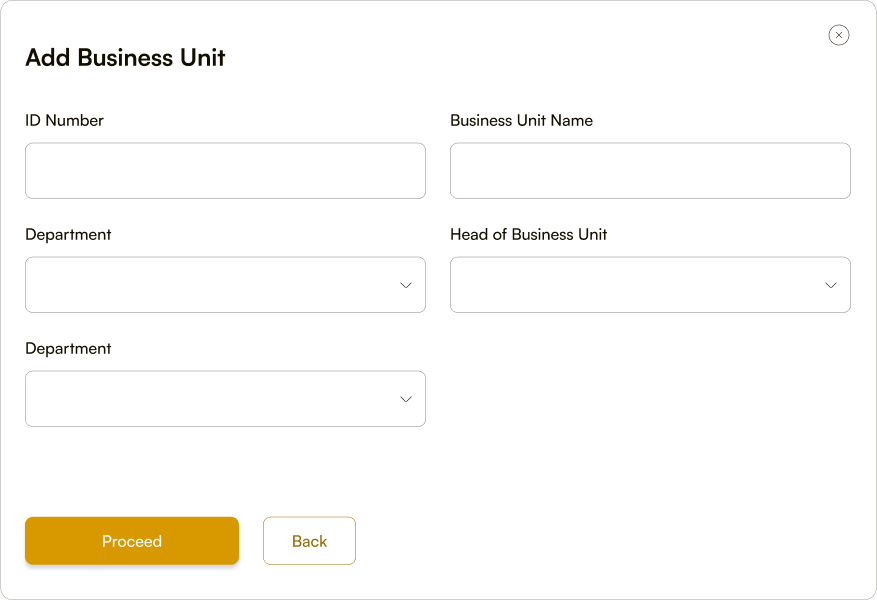 Add Business Unit
ID Number
Business Unit Name
Department
Head of Business Unit
Department
Proceed
Back